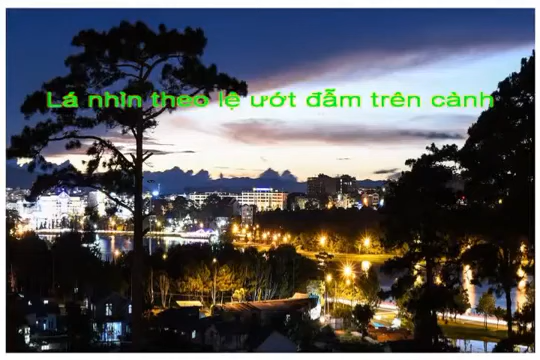 Lá nhìn theo lệ ướt đẫm trên cành